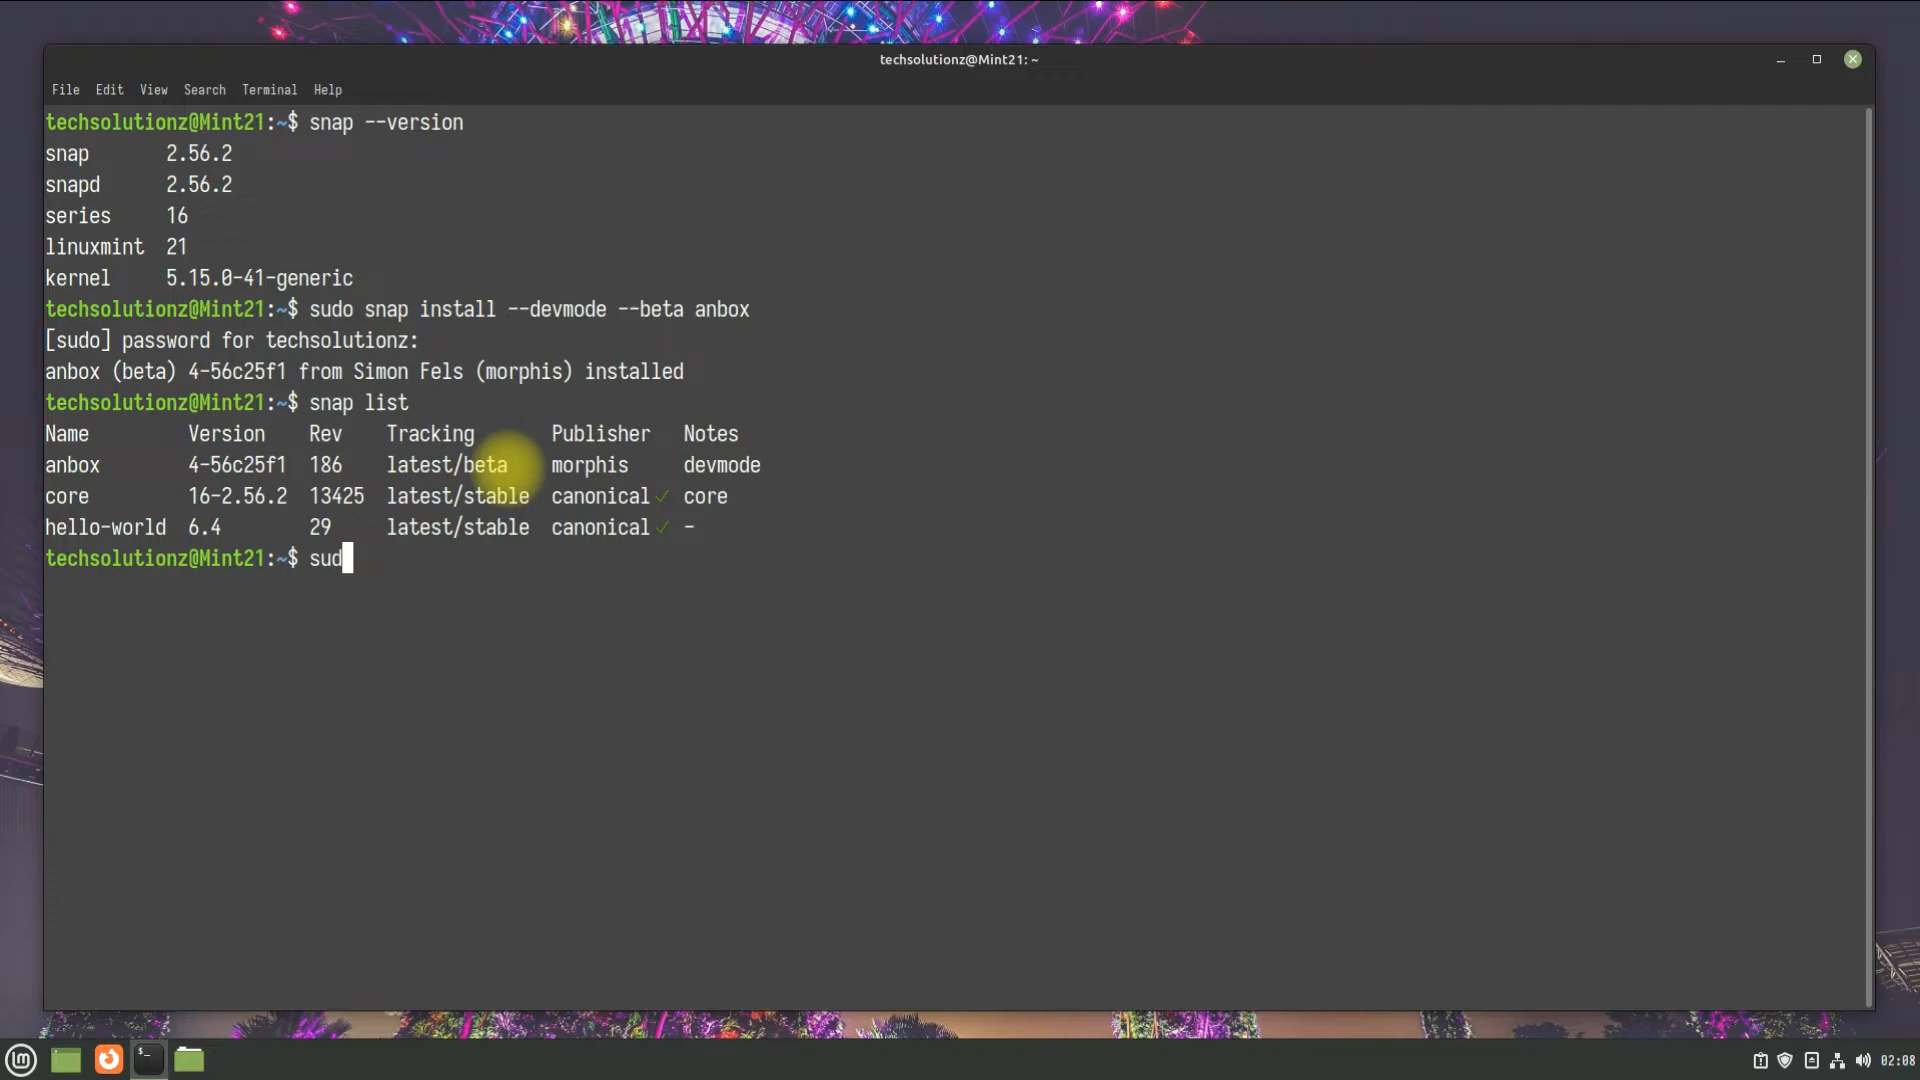 techsolutionz@Mint21: ~
File Edit View Search Terminal Help
techsolutionz@Mint21:~$ snap --version
snap 2.56.2
snapd 2.56.2
series 16
linuxmint 21
kernel 5.15.0-41-generic
techsolutionz@Mint21:~$ sudo snap install --devmode --beta anbox
[sudo] password for techsolutionz:
anbox (beta) 4-56c25f1 from Simon Fels (morphis) installed
techsolutionz@Mint21:~$ snap list
Name Version Rev Tracking Publisher Notes
anbox 4-56c25f1 186 latest/beta morphis devmode
core 16-2.56.2 13425 latest/stable canonical✓ core
hello-world 6.4 29 latest/stable canonical✓ -
techsolutionz@Mint21:~$ sud
02:08